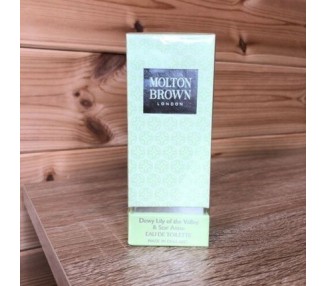 MOLTON
BROWN
LONDON
Dewy Lily of the Valley
& Star Anise
EAU DE TOILETTE